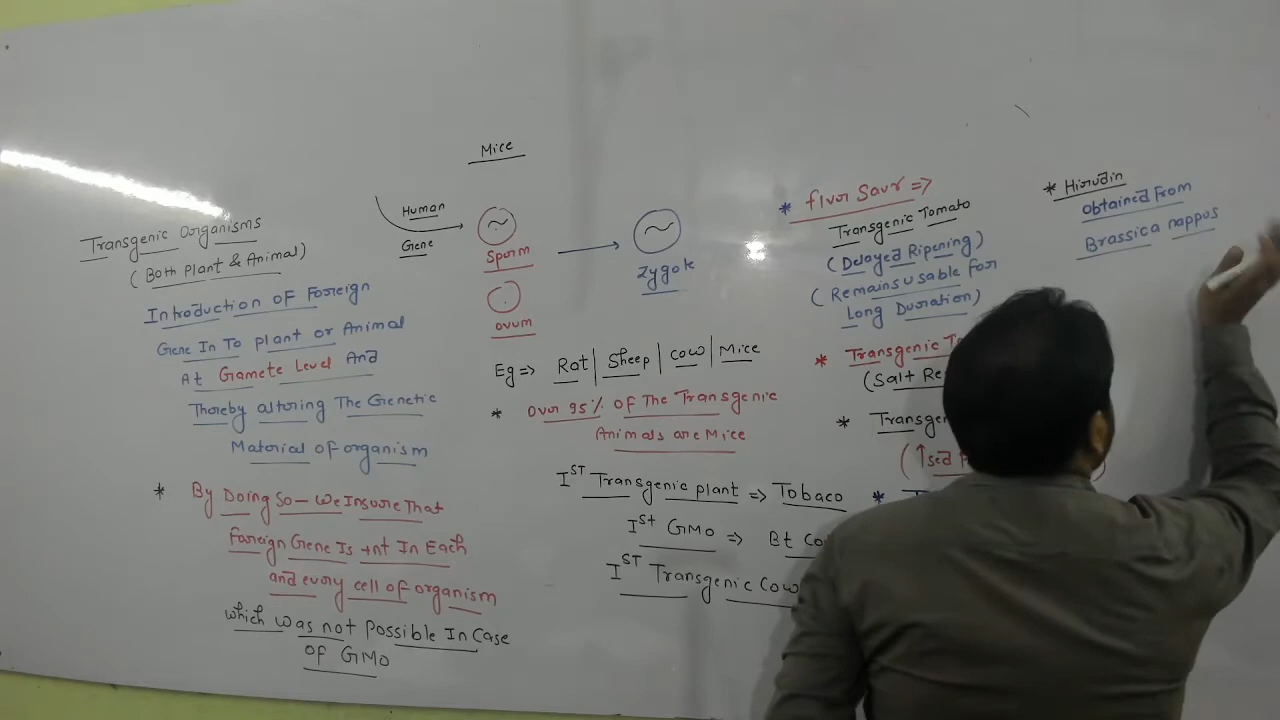 Transgenic Organisms
(Both Plant & Animal)
Introduction of Foreign
Gene In To plant or Animal
At Gamete Level And
Thereby altering The Genetic
Material of organism
* By Doing so – We Insure That
foreign Gene Is +nt In Each
and every cell of organism
which was not Possible In Case
of GMO
Mice
Human
Gene
Sperm
ovum
Zygote
Eg => Rat | Sheep | Cow | Mice
* Over 95% of The Transgenic
Animals are Mice
Iˢᵀ Transgenic plant => Tobaco
Iˢᵗ GMO => Bt
Iˢᵀ Transgenic Cow
* flvr Savr =>
Transgenic Tomato
(Delayed Ripening)
(Remains usable for
Long Duration)
* Transgenic
(Salt
*
(↑sed
*
* Hirudin
obtained From
Brassica nappus